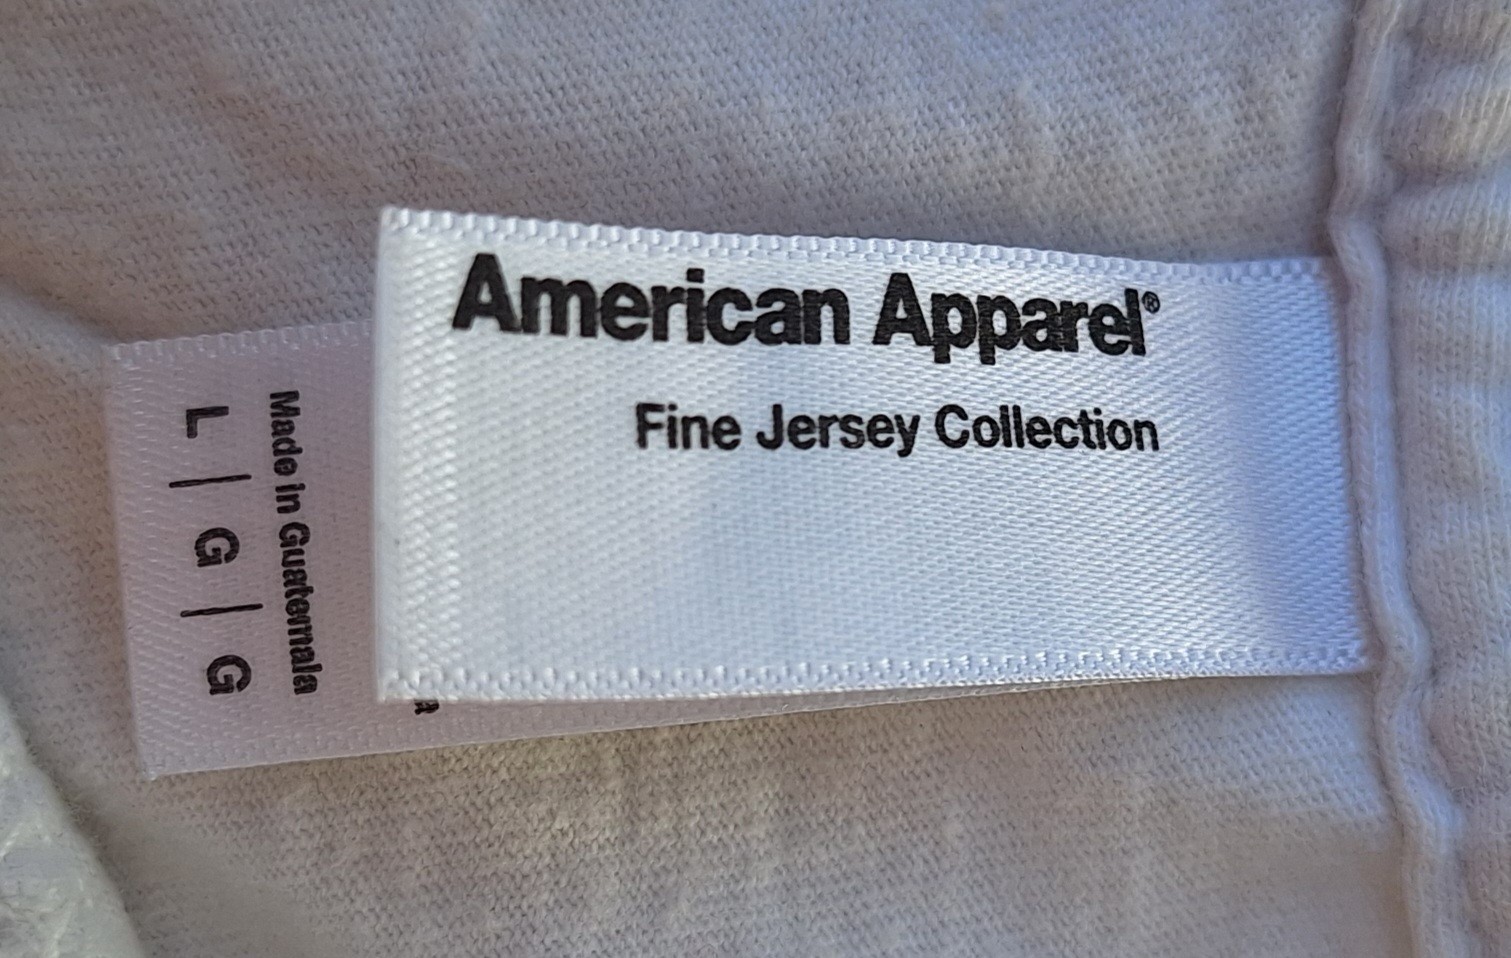 American Apparel®
Fine Jersey Collection
Made in Guatemala
L | G | G